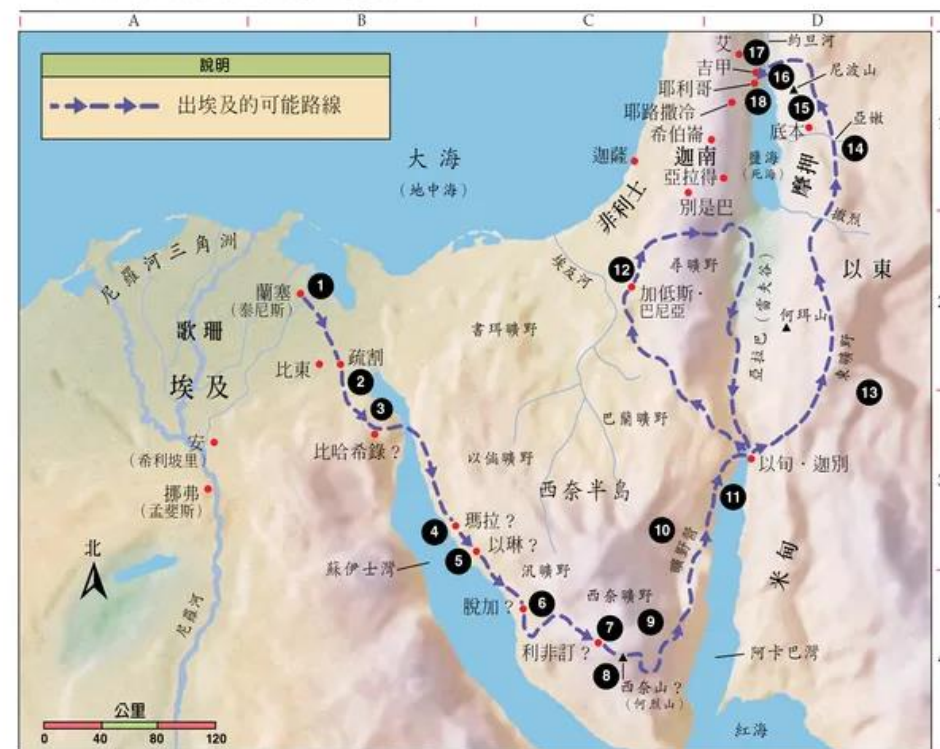 A
B
C
D
說明
出埃及的可能路線
大海
(地中海)
艾
17
約旦河
吉甲
16
尼波山
耶利哥
耶路撒冷
18
15
希伯崙
底本
亞嫩
14
迦薩
迦南
鹽海
(死海)
摩押
亞拉得
別是巴
非利士
撒烈
尼羅河三角洲
1
蘭塞
(泰尼斯)
歌珊
埃及
比東
疏割
2
3
比哈希錄?
安
(希利坡里)
挪弗
(孟斐斯)
北
尼羅河
埃及河
書珥曠野
12
加低斯·
巴尼亞
尋曠野
亞拉巴(窩夫谷)
何珥山
以東
東曠野
13
巴蘭曠野
以倘曠野
西奈半島
以旬·迦別
11
10
曠野營
米甸
4
瑪拉?
5
以琳?
蘇伊士灣
汛曠野
脫加?
6
西奈曠野
7
9
利非訂?
8
西奈山?
(何烈山)
阿卡巴灣
紅海
公里
0
40
80
120